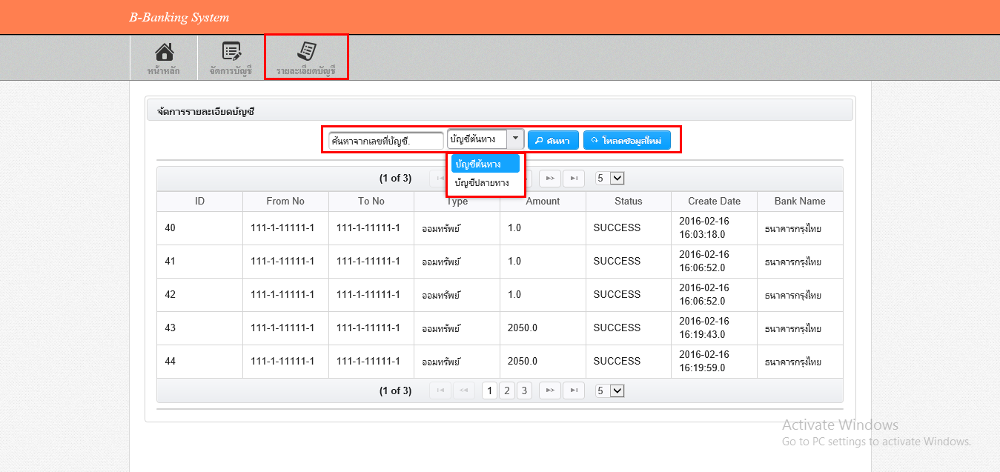 B-Banking System
หน้าหลัก จัดการบัญชี รายละเอียดบัญชี
จัดการรายละเอียดบัญชี
ค้นหาจากเลขที่บัญชี. บัญชีต้นทาง ค้นหา โหลดข้อมูลใหม่
บัญชีต้นทาง
บัญชีปลายทาง
(1 of 3) 5
ID From No To No Type Amount Status Create Date Bank Name
40 111-1-11111-1 111-1-11111-1 ออมทรัพย์ 1.0 SUCCESS 2016-02-16 16:03:18.0 ธนาคารกรุงไทย
41 111-1-11111-1 111-1-11111-1 ออมทรัพย์ 1.0 SUCCESS 2016-02-16 16:06:52.0 ธนาคารกรุงไทย
42 111-1-11111-1 111-1-11111-1 ออมทรัพย์ 1.0 SUCCESS 2016-02-16 16:06:52.0 ธนาคารกรุงไทย
43 111-1-11111-1 111-1-11111-1 ออมทรัพย์ 2050.0 SUCCESS 2016-02-16 16:19:43.0 ธนาคารกรุงไทย
44 111-1-11111-1 111-1-11111-1 ออมทรัพย์ 2050.0 SUCCESS 2016-02-16 16:19:59.0 ธนาคารกรุงไทย
(1 of 3) 1 2 3 5
Activate Windows
Go to PC settings to activate Windows.